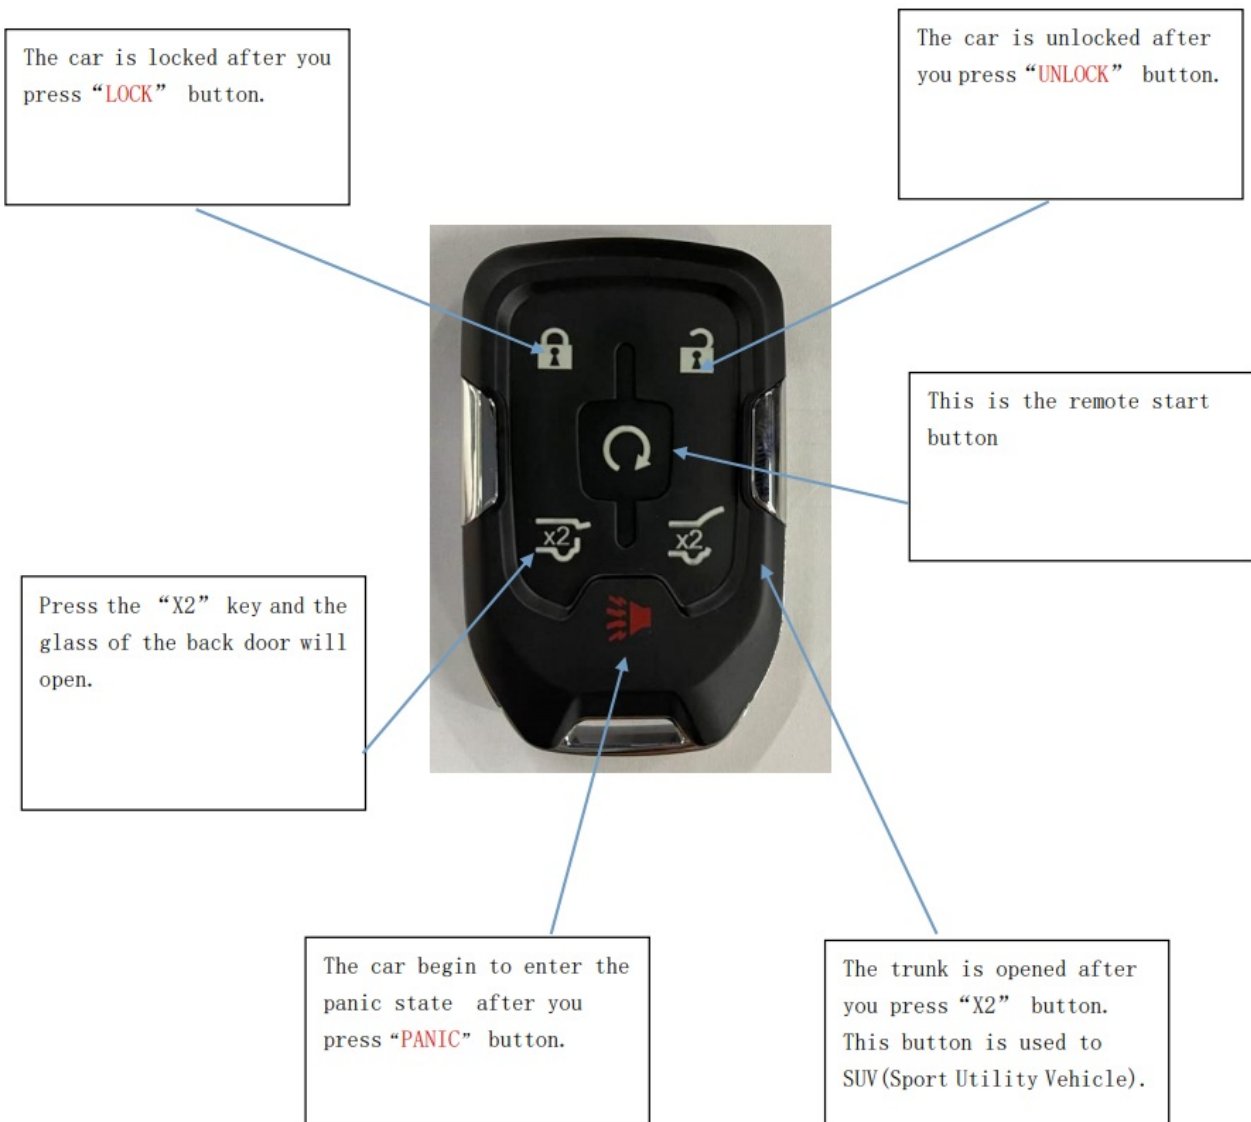 The car is locked after you
press “LOCK” button.
The car is unlocked after
you press “UNLOCK” button.
This is the remote start
button
x2
x2
Press the “X2” key and the
glass of the back door will
open.
The car begin to enter the
panic state after you
press “PANIC” button.
The trunk is opened after
you press “X2” button.
This button is used to
SUV(Sport Utility Vehicle).